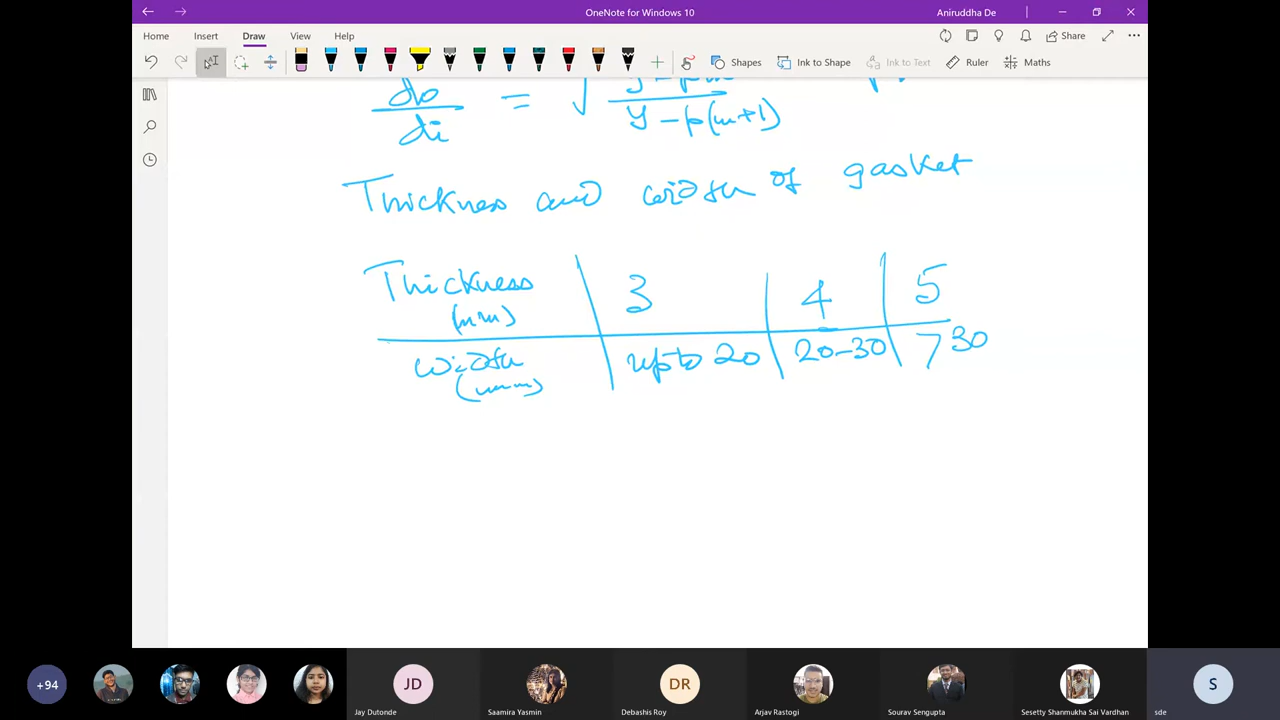 OneNote for Windows 10
Aniruddha De
Home Insert Draw View Help
Share
Shapes Ink to Shape Ink to Text Ruler Maths
do/di = √ y-pm / y-p(m+1)
Thickness and width of gasket
Thickness (mm) 3 4 5
width (mm) upto 20 20-30 >30
+94 JD DR S
Jay Dutonde Saamira Yasmin Debashis Roy Arjav Rastogi Sourav Sengupta Sesetty Shanmukha Sai Vardhan sde